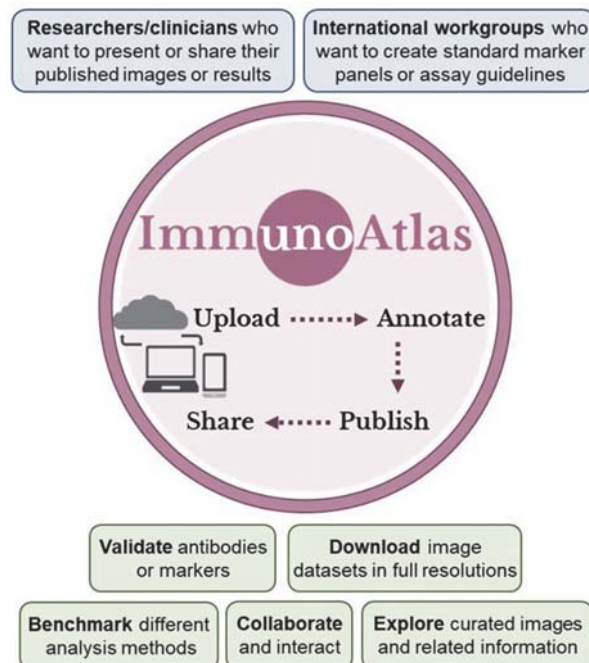 Researchers/clinicians who
want to present or share their
published images or results
International workgroups who
want to create standard marker
panels or assay guidelines
ImmunoAtlas
Upload
Annotate
Share
Publish
Validate antibodies
or markers
Download image
datasets in full resolutions
Benchmark different
analysis methods
Collaborate
and interact
Explore curated images
and related information